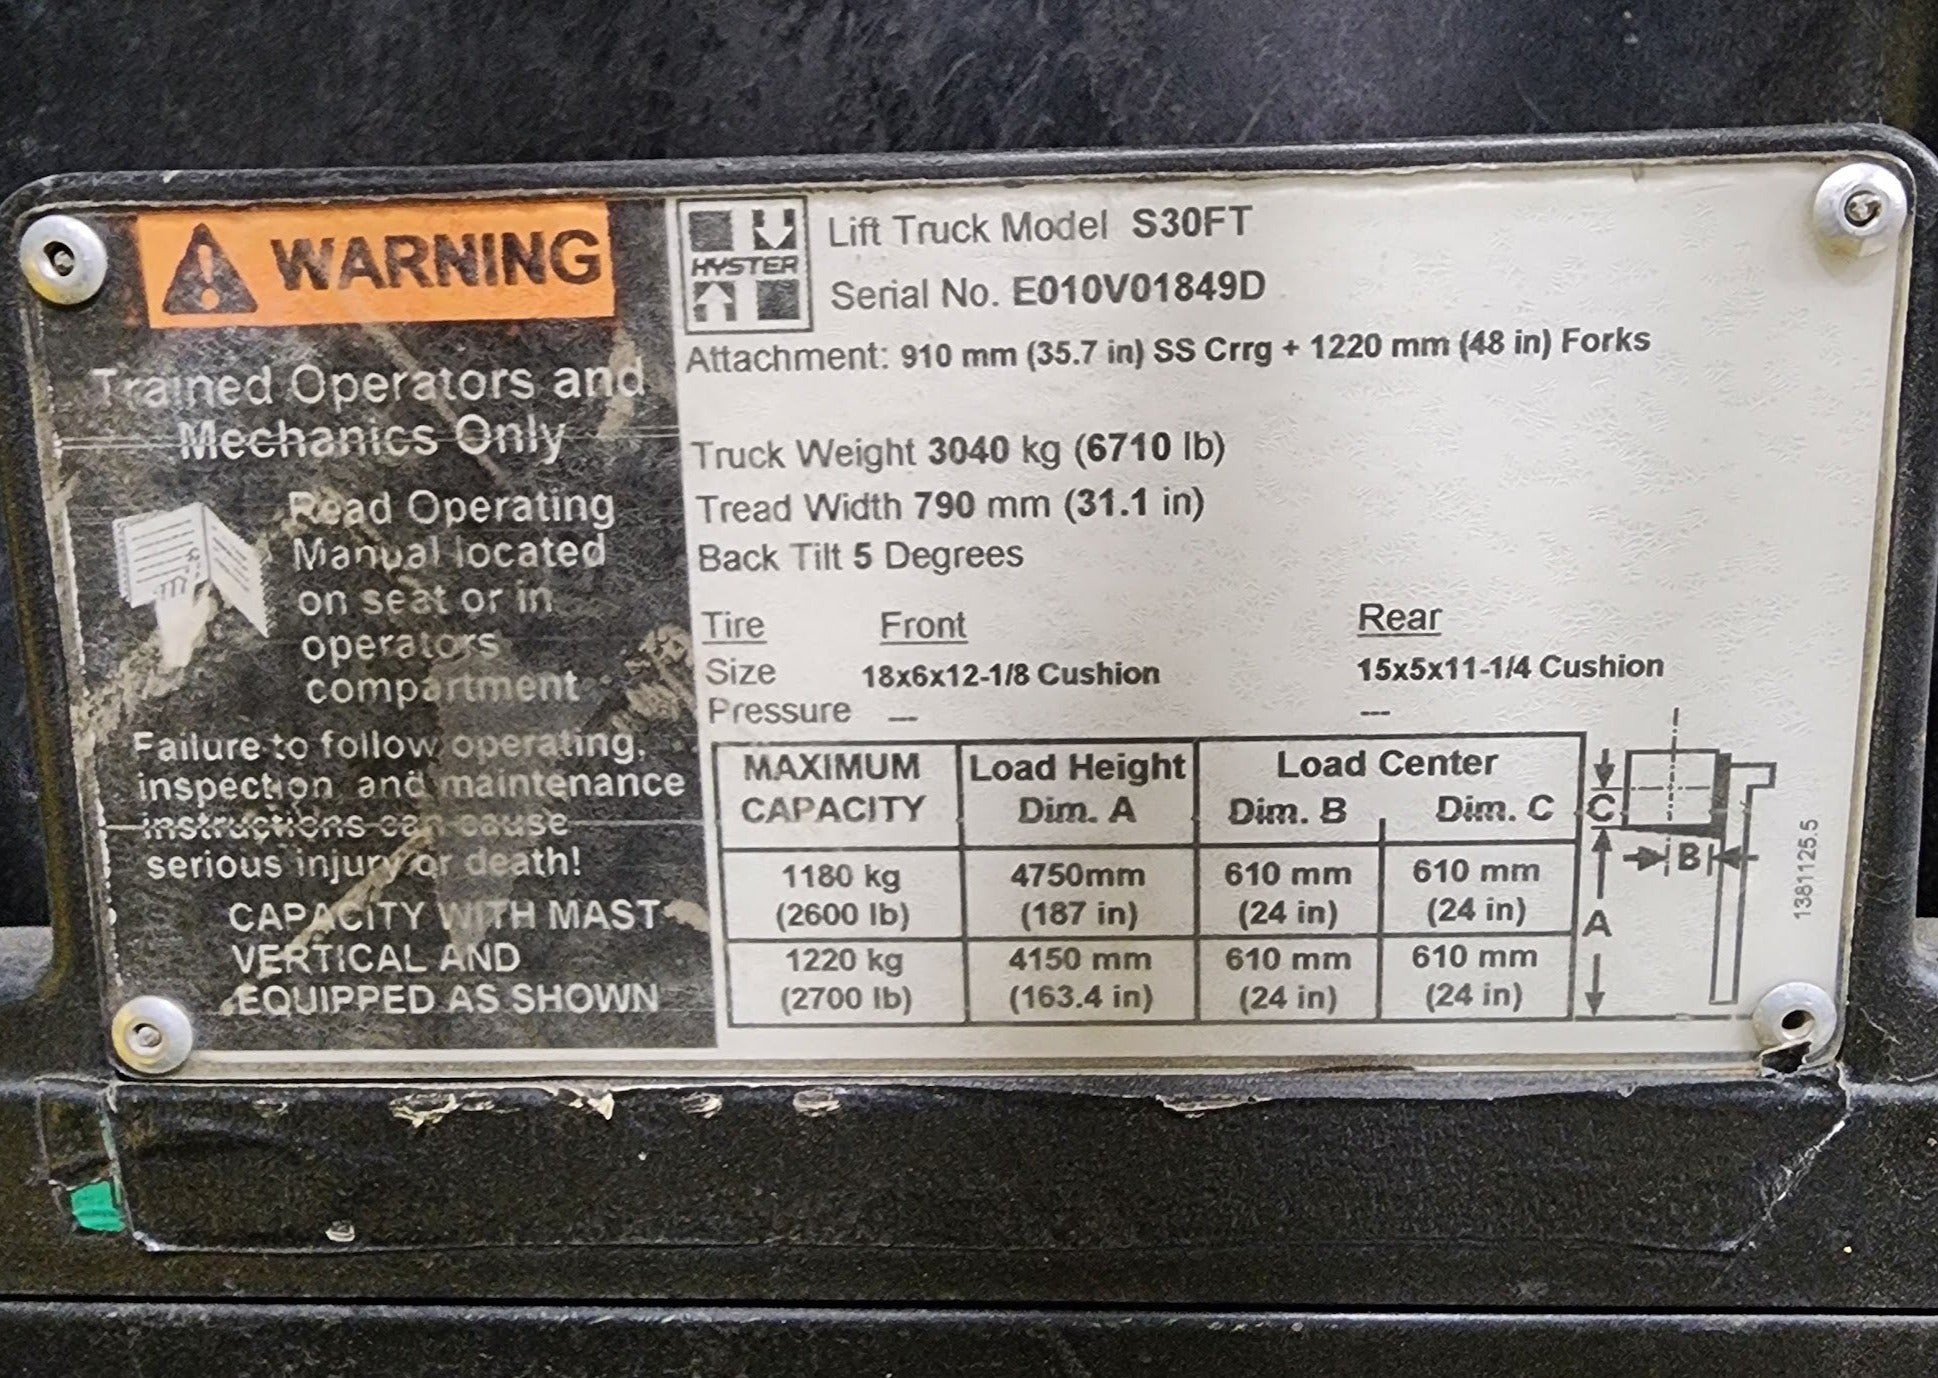 WARNING
Trained Operators and
Mechanics Only
Read Operating
Manual located
on seat or in
operators
compartment
Failure to follow operating,
inspection, and maintenance
instructions can cause
serious injury or death!
CAPACITY WITH MAST
VERTICAL AND
EQUIPPED AS SHOWN
HYSTER
Lift Truck Model S30FT
Serial No. E010V01849D
Attachment: 910 mm (35.7 in) SS Crrg + 1220 mm (48 in) Forks
Truck Weight 3040 kg (6710 lb)
Tread Width 790 mm (31.1 in)
Back Tilt 5 Degrees
Tire Front Rear
Size 18x6x12-1/8 Cushion 15x5x11-1/4 Cushion
Pressure --- ---
MAXIMUM Load Height Load Center
CAPACITY Dim. A Dim. B Dim. C
1180 kg 4750mm 610 mm 610 mm
(2600 lb) (187 in) (24 in) (24 in)
1220 kg 4150 mm 610 mm 610 mm
(2700 lb) (163.4 in) (24 in) (24 in)
C
B
A
1381125.5